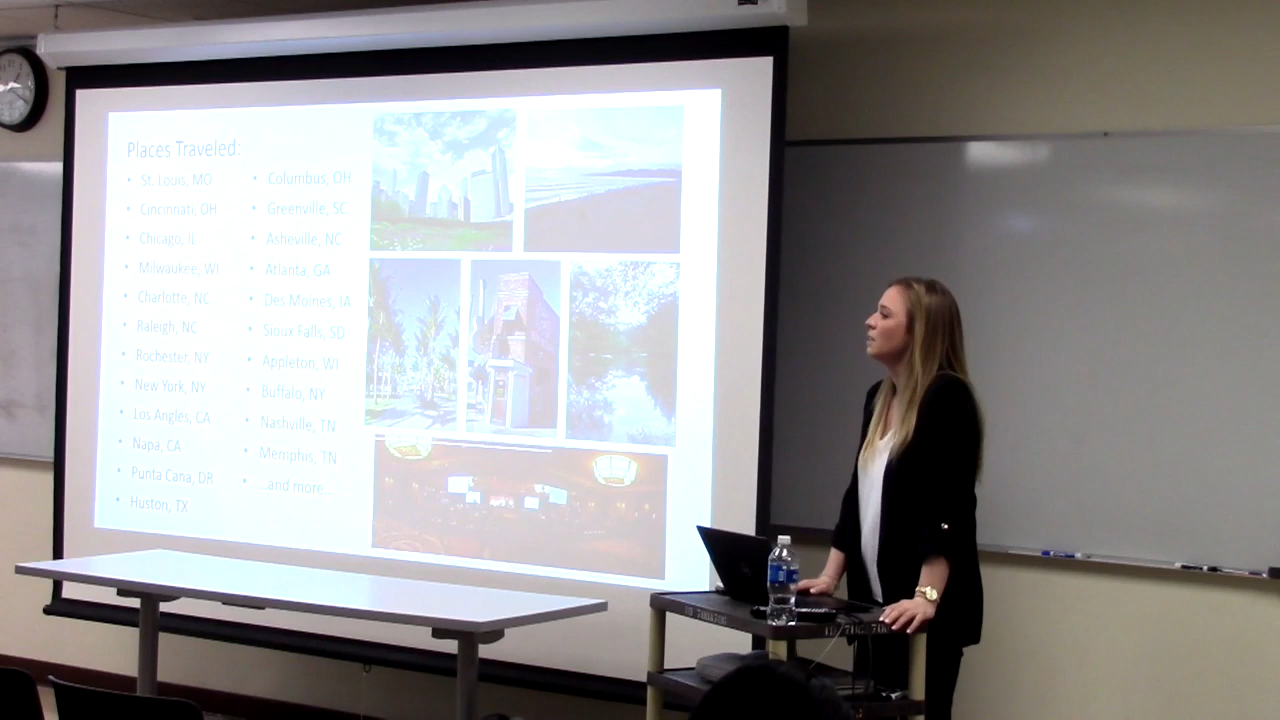 Places Traveled:
• St. Louis, MO
• Cincinnati, OH
• Chicago, IL
• Milwaukee, WI
• Charlotte, NC
• Raleigh, NC
• Rochester, NY
• New York, NY
• Los Angles, CA
• Napa, CA
• Punta Cana, DR
• Huston, TX
• Columbus, OH
• Greenville, SC
• Asheville, NC
• Atlanta, GA
• Des Moines, IA
• Sioux Falls, SD
• Appleton, WI
• Buffalo, NY
• Nashville, TN
• Memphis, TN
• ...and more...